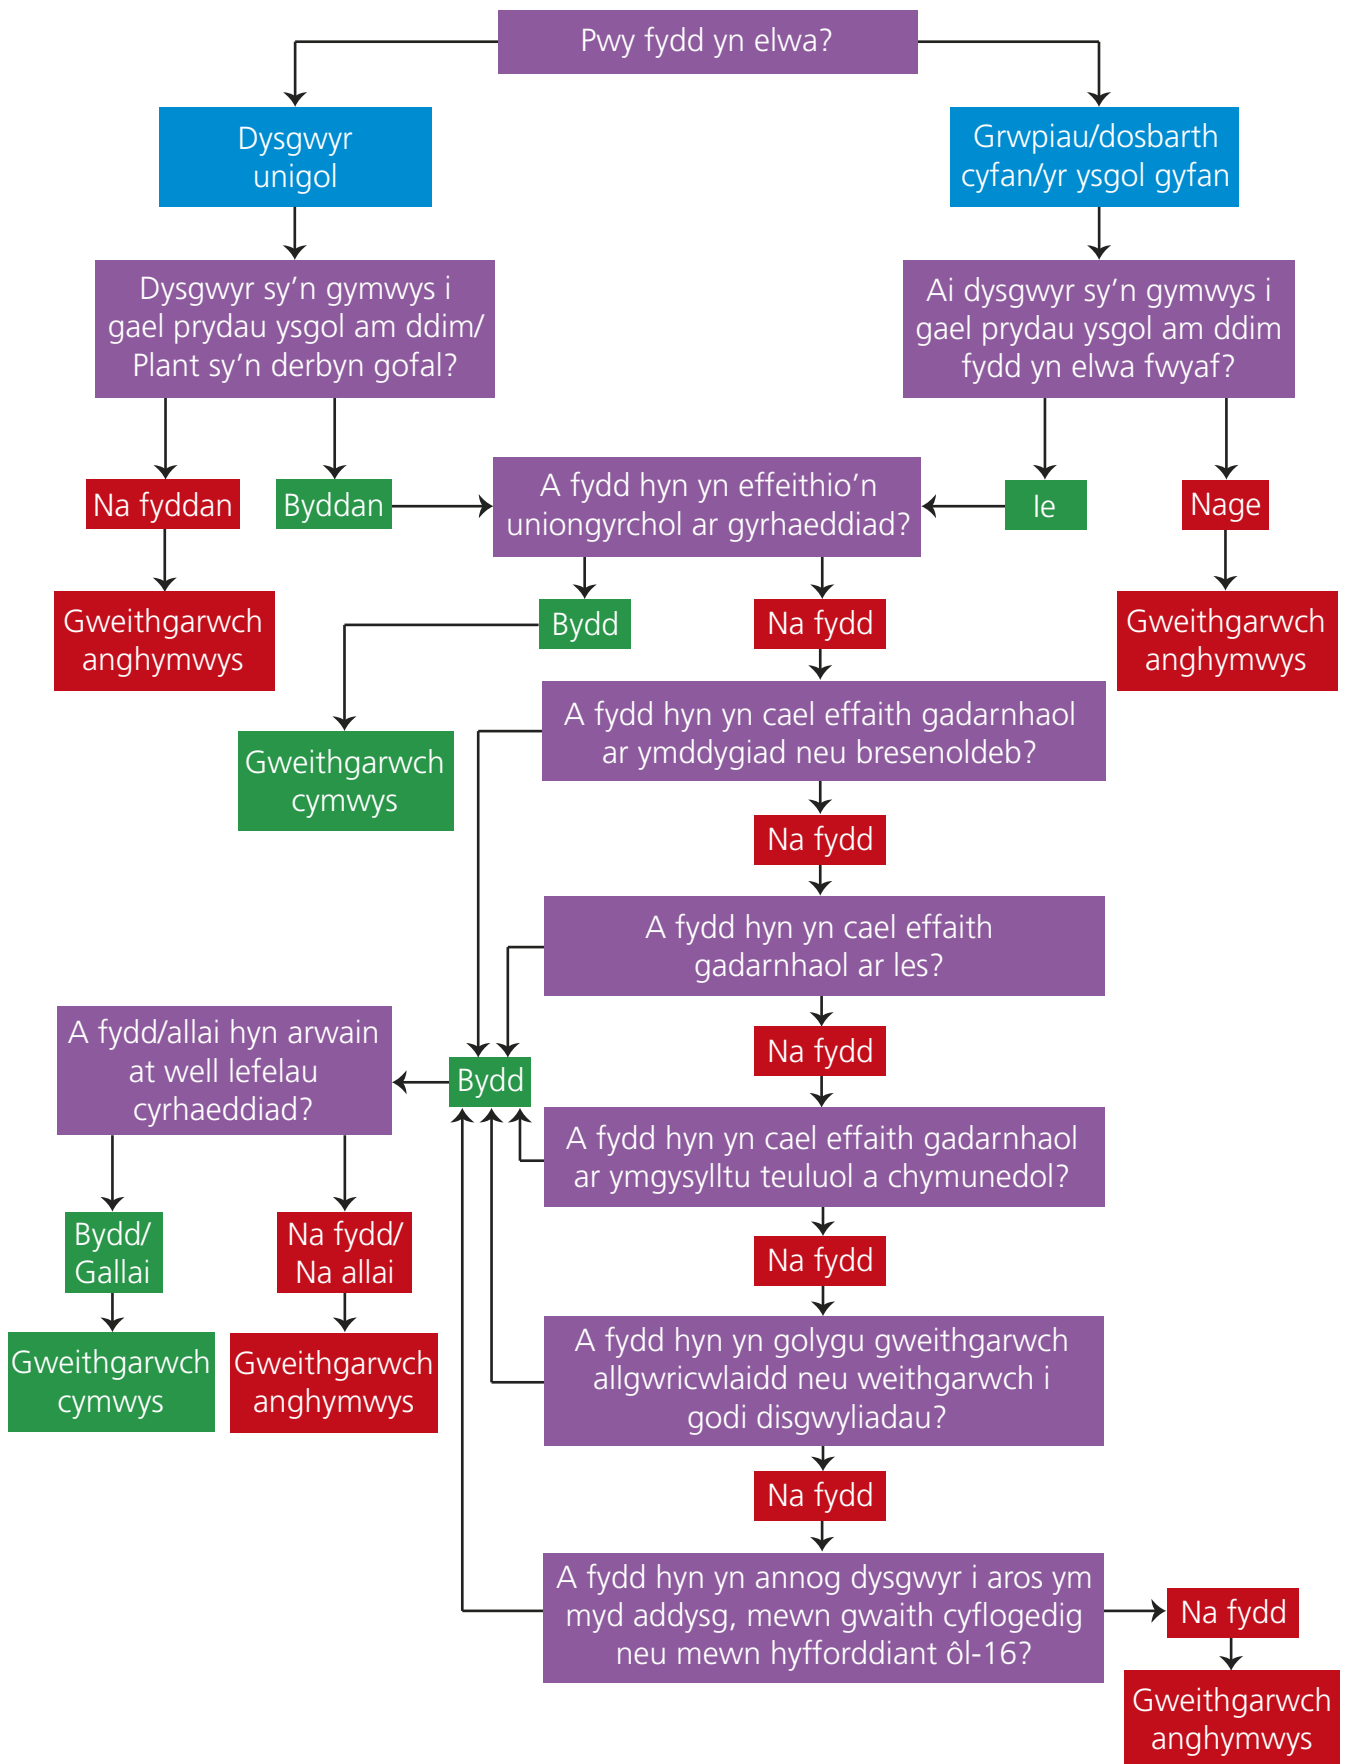 Pwy fydd yn elwa?
Dysgwyr
unigol
Grwpiau/dosbarth
cyfan/yr ysgol gyfan
Dysgwyr sy’n gymwys i
gael prydau ysgol am ddim/
Plant sy’n derbyn gofal?
Ai dysgwyr sy’n gymwys i
gael prydau ysgol am ddim
fydd yn elwa fwyaf?
Na fyddan
Byddan
A fydd hyn yn effeithio’n
uniongyrchol ar gyrhaeddiad?
Ie
Nage
Gweithgarwch
anghymwys
Bydd
Na fydd
Gweithgarwch
anghymwys
A fydd hyn yn cael effaith gadarnhaol
ar ymddygiad neu bresenoldeb?
Gweithgarwch
cymwys
Na fydd
A fydd hyn yn cael effaith
gadarnhaol ar les?
A fydd/allai hyn arwain
at well lefelau
cyrhaeddiad?
Bydd
Na fydd
A fydd hyn yn cael effaith gadarnhaol
ar ymgysylltu teuluol a chymunedol?
Bydd/
Gallai
Na fydd/
Na allai
Na fydd
Gweithgarwch
cymwys
Gweithgarwch
anghymwys
A fydd hyn yn golygu gweithgarwch
allgwricwlaidd neu weithgarwch i
godi disgwyliadau?
Na fydd
A fydd hyn yn annog dysgwyr i aros ym
myd addysg, mewn gwaith cyflogedig
neu mewn hyfforddiant ôl-16?
Na fydd
Gweithgarwch
anghymwys